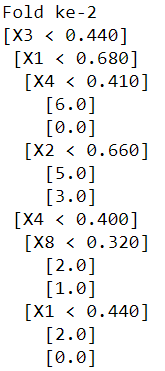 Fold ke-2
[X3 < 0.440]
 [X1 < 0.680]
  [X4 < 0.410]
    [6.0]
    [0.0]
  [X2 < 0.660]
    [5.0]
    [3.0]
 [X4 < 0.400]
  [X8 < 0.320]
    [2.0]
    [1.0]
  [X1 < 0.440]
    [2.0]
    [0.0]